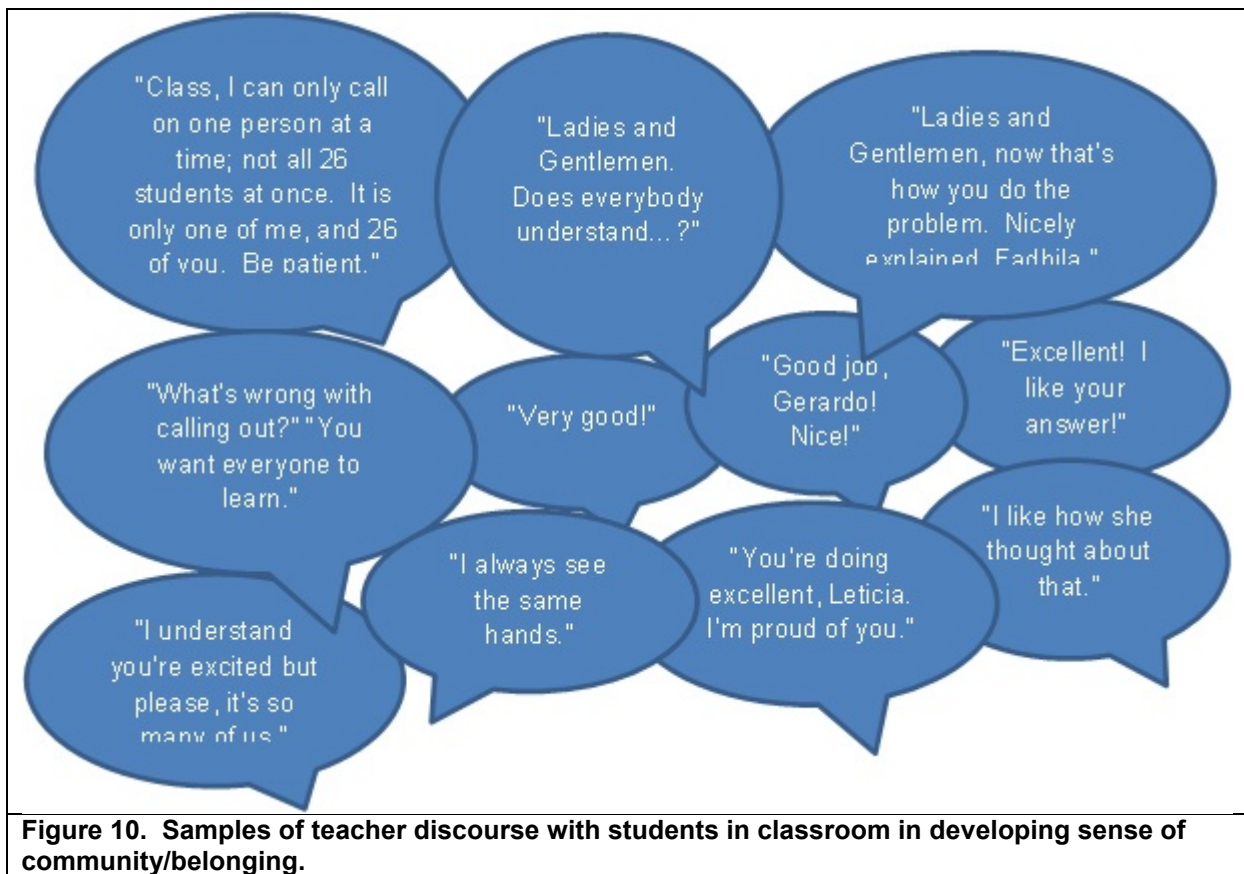 "Class, I can only call
on one person at a
time; not all 26
students at once.  It is
only one of me, and 26
of you.  Be patient."
"Ladies and
Gentlemen.
Does everybody
understand...?"
"Ladies and
Gentlemen, now that's
how you do the
problem.  Nicely
explained, Fadhila."
"What's wrong with
calling out?" "You
want everyone to
learn."
"Very good!"
"Good job,
Gerardo!
Nice!"
"Excellent!  I
like your
answer!"
"I understand
you're excited but
please, it's so
many of us."
"I always see
the same
hands."
"You're doing
excellent, Leticia.
I'm proud of you."
"I like how she
thought about
that."
Figure 10.  Samples of teacher discourse with students in classroom in developing sense of
community/belonging.